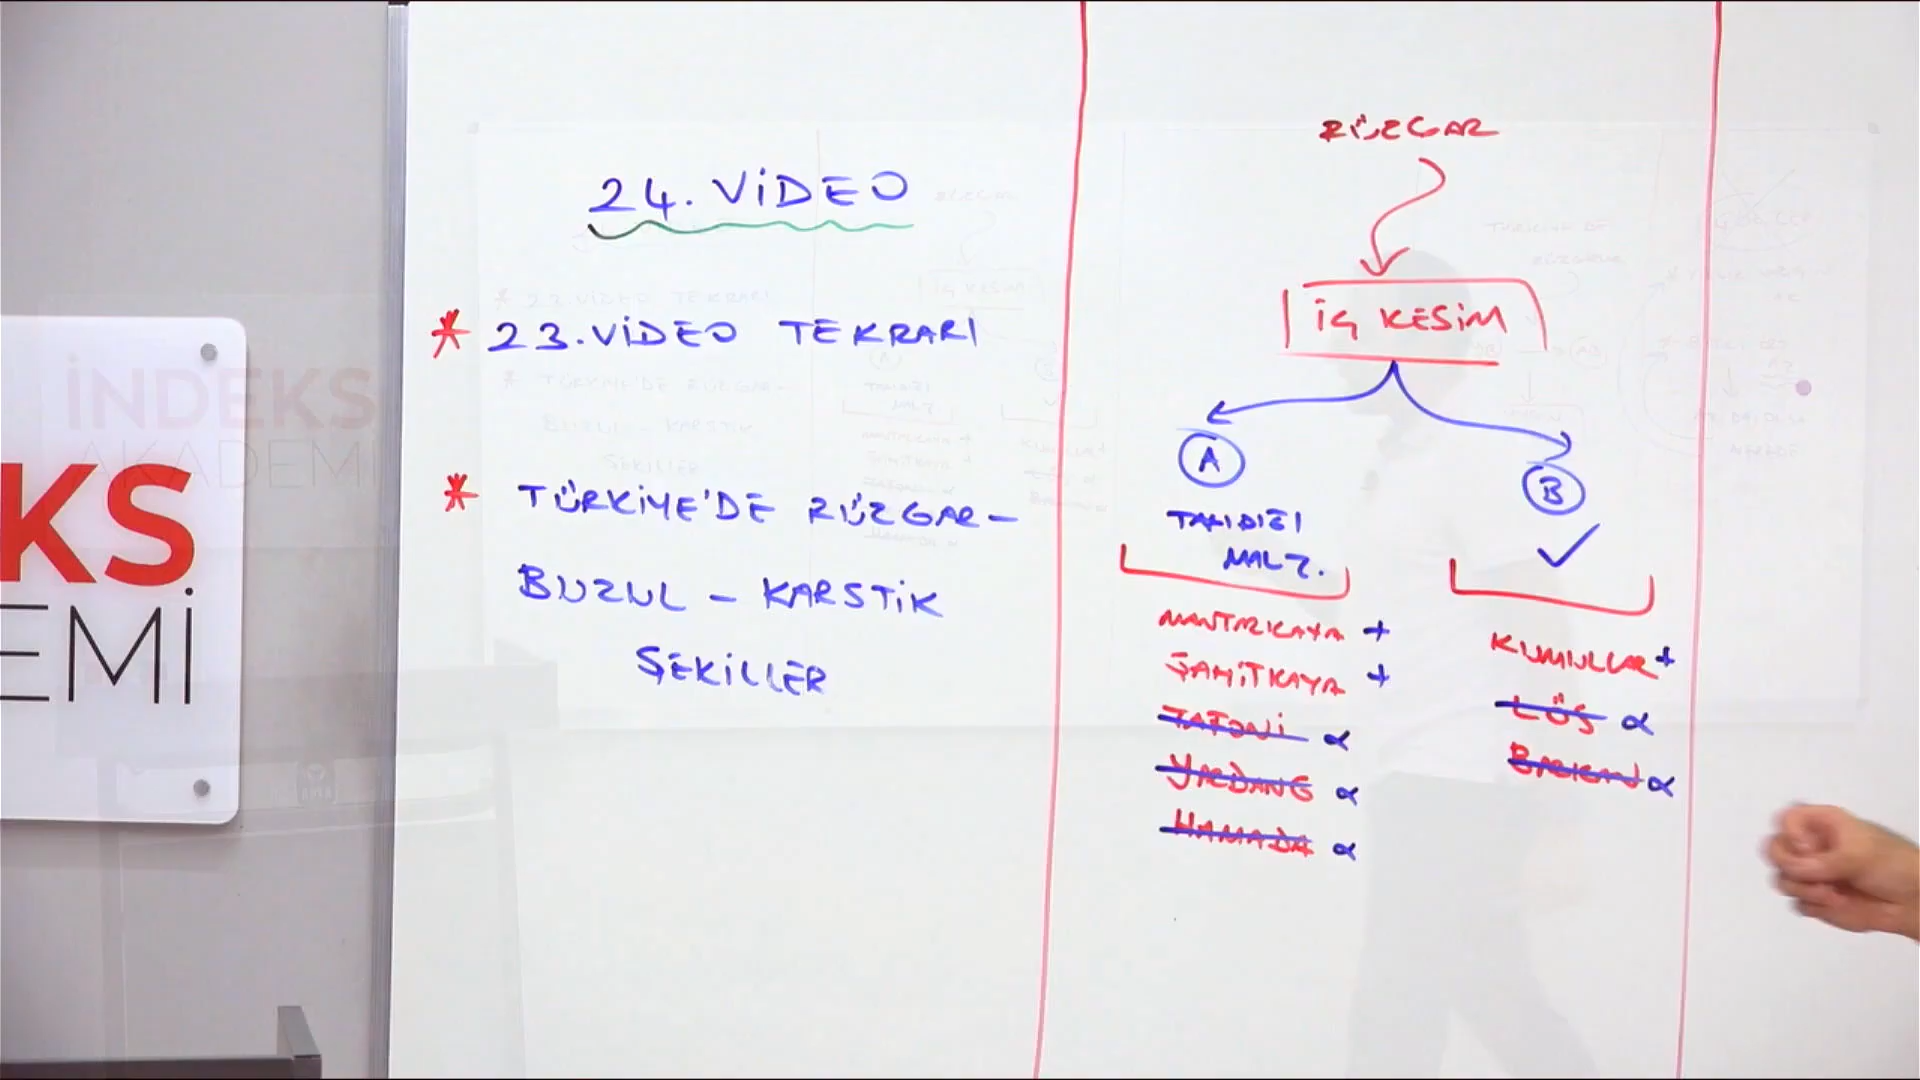 24. VİDEO
* 23. VİDEO TEKRARI
* TÜRKİYE'DE RÜZGAR -
BUZUL - KARSTİK
ŞEKİLLER
RÜZGAR
İÇ KESİM
A
B
TAŞIDIĞI
MALZ.
MANTARKAYA +
ŞAHİTKAYA +
TAFONİ α
YARDANG α
HAMADA α
KUMULLAR +
LÖS α
BARKAN α
İNDEKS
AKADEMİ
KS
EMİ